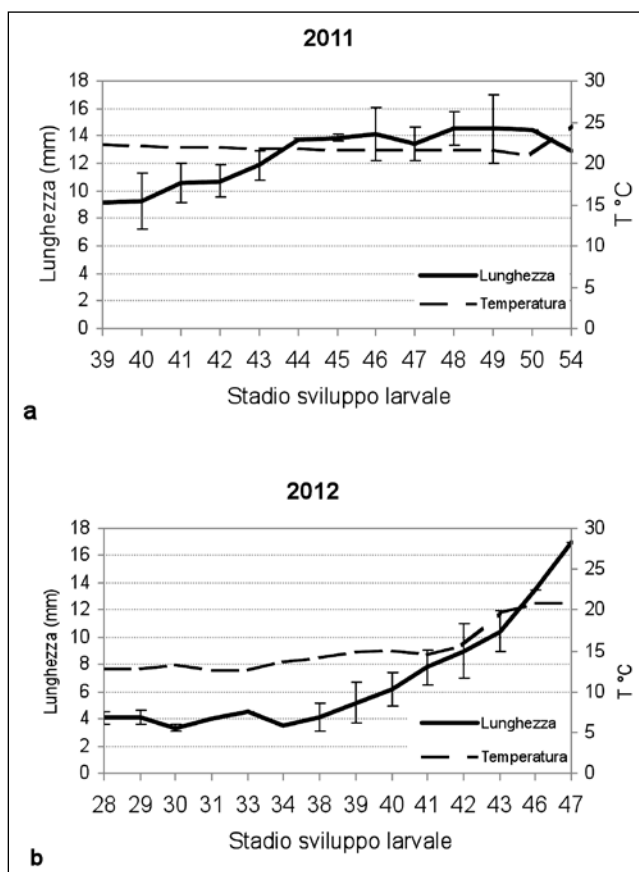 2011
Lunghezza (mm)
18
16
14
12
10
8
6
4
2
0
30
25
20
15
10
5
0
T °C
Lunghezza
Temperatura
39 40 41 42 43 44 45 46 47 48 49 50 54
Stadio sviluppo larvale
a
2012
Lunghezza (mm)
18
16
14
12
10
8
6
4
2
0
30
25
20
15
10
5
0
T °C
Lunghezza
Temperatura
28 29 30 31 33 34 38 39 40 41 42 43 46 47
Stadio sviluppo larvale
b